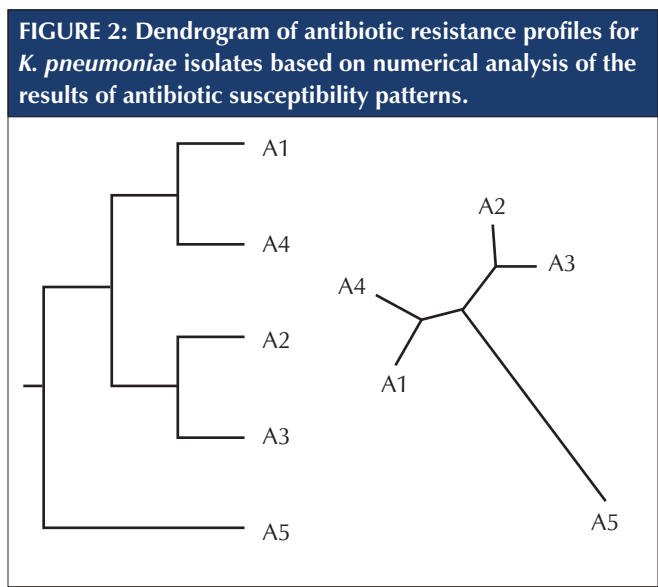 FIGURE 2: Dendrogram of antibiotic resistance profiles for
K. pneumoniae isolates based on numerical analysis of the
results of antibiotic susceptibility patterns.
A1
A4
A2
A3
A5
A2
A3
A4
A1
A5